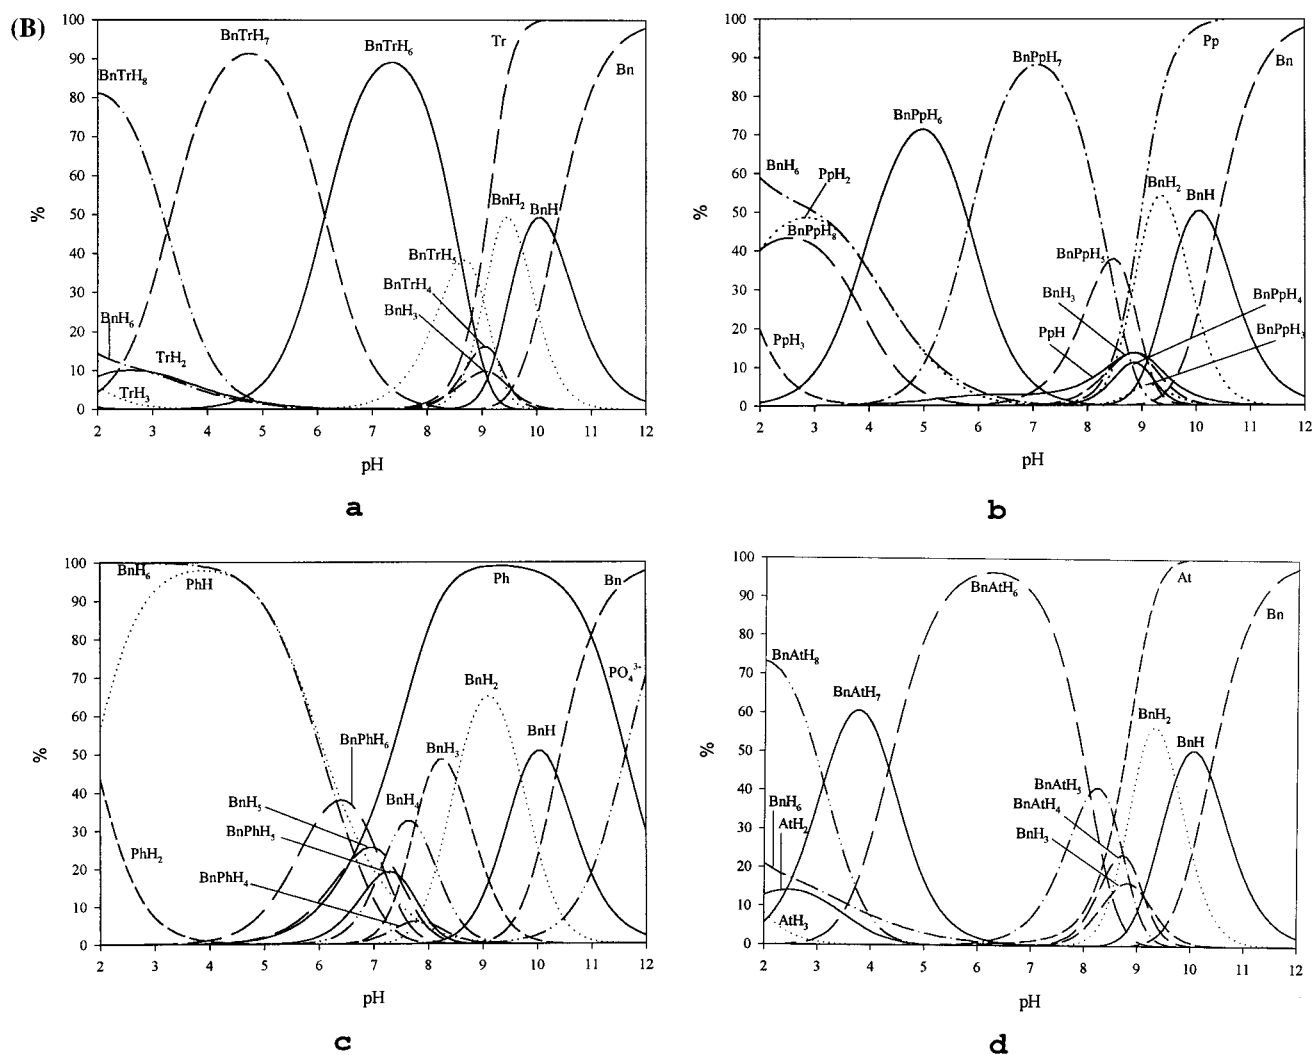 (B)
100
90
80
70
60
50
40
30
20
10
0
%
BnTrH₈
BnTrH₇
BnTrH₆
Tr
Bn
BnH₂
BnH
BnTrH₅
BnTrH₄
BnH₃
BnH₆
TrH₂
TrH₃
2 3 4 5 6 7 8 9 10 11 12
pH
a
100
90
80
70
60
50
40
30
20
10
0
%
BnPpH₇
Pp
Bn
BnPpH₆
BnH₆
PpH₂
BnPpH₈
BnH₂
BnH
BnPpH₅
BnH₃
BnPpH₄
PpH
BnPpH₃
PpH₃
2 3 4 5 6 7 8 9 10 11 12
pH
b
100
90
80
70
60
50
40
30
20
10
0
%
BnH₆
PhH
Ph
Bn
PO₄³⁻
BnH₂
BnPhH₆
BnH₃
BnH
BnH₅
BnH₄
BnPhH₅
PhH₂
BnPhH₄
2 3 4 5 6 7 8 9 10 11 12
pH
c
100
90
80
70
60
50
40
30
20
10
0
%
At
BnAtH₆
Bn
BnAtH₈
BnAtH₇
BnH₂
BnH
BnAtH₅
BnAtH₄
BnH₆
AtH₂
BnH₃
AtH₃
2 3 4 5 6 7 8 9 10 11 12
pH
d